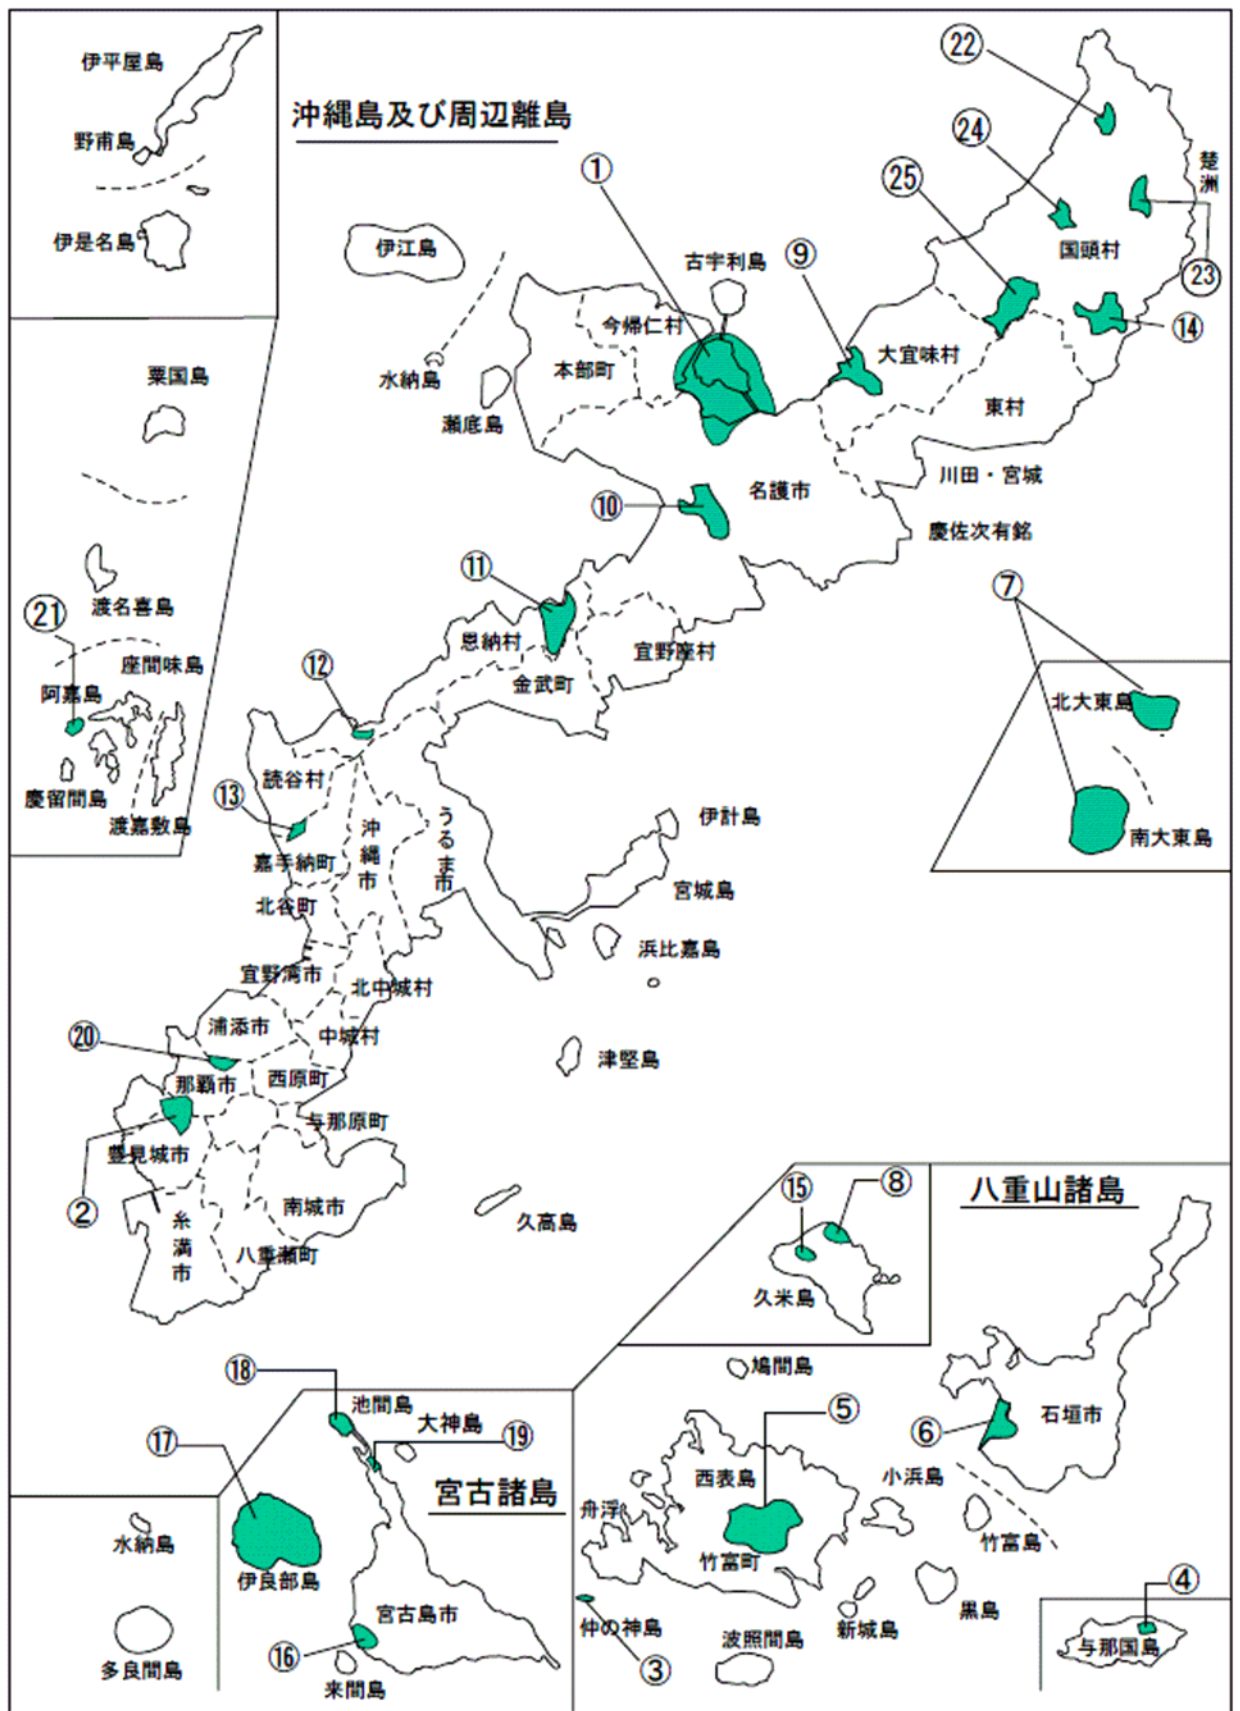 沖縄島及び周辺離島
伊平屋島
野甫島
伊是名島
㉒
㉔
㉕
①
⑨
楚洲
国頭村
㉓
⑭
伊江島
古宇利島
今帰仁村
本部町
大宜味村
東村
水納島
瀬底島
名護市
川田・宮城
慶佐次有銘
⑩
粟国島
渡名喜島
㉑
座間味島
阿嘉島
慶留間島
渡嘉敷島
⑪
恩納村
宜野座村
金武町
⑫
⑦
北大東島
南大東島
読谷村
⑬
沖縄市
うるま市
嘉手納町
北谷町
伊計島
宮城島
浜比嘉島
宜野湾市
北中城村
浦添市
中城村
⑳
那覇市
西原町
津堅島
与那原町
豊見城市
②
南城市
糸満市
八重瀬町
久高島
⑮
⑧
久米島
八重山諸島
鳩間島
石垣市
⑤
⑥
西表島
小浜島
舟浮
竹富町
竹富島
仲の神島
③
波照間島
新城島
黒島
④
与那国島
⑱
池間島
大神島
⑰
⑲
宮古諸島
水納島
伊良部島
宮古島市
多良間島
⑯
来間島